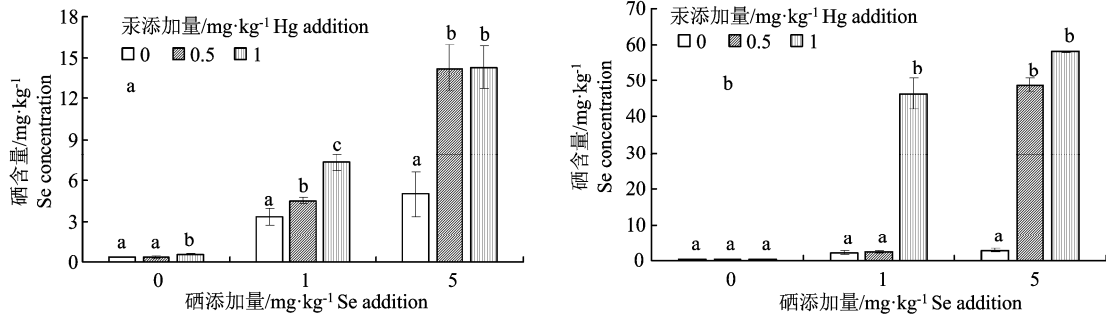 汞添加量/mg·kg⁻¹ Hg addition
0 0.5 1
a
硒含量/mg·kg⁻¹
Se concentration
18
15
12
9
6
3
0
a a b
a b c
a b b
0 1 5
硒添加量/mg·kg⁻¹ Se addition
汞添加量/mg·kg⁻¹ Hg addition
0 0.5 1
b
硒含量/mg·kg⁻¹
Se concentration
70
60
50
40
30
20
10
0
a a a
a a b
a b b
0 1 5
硒添加量/mg·kg⁻¹ Se addition